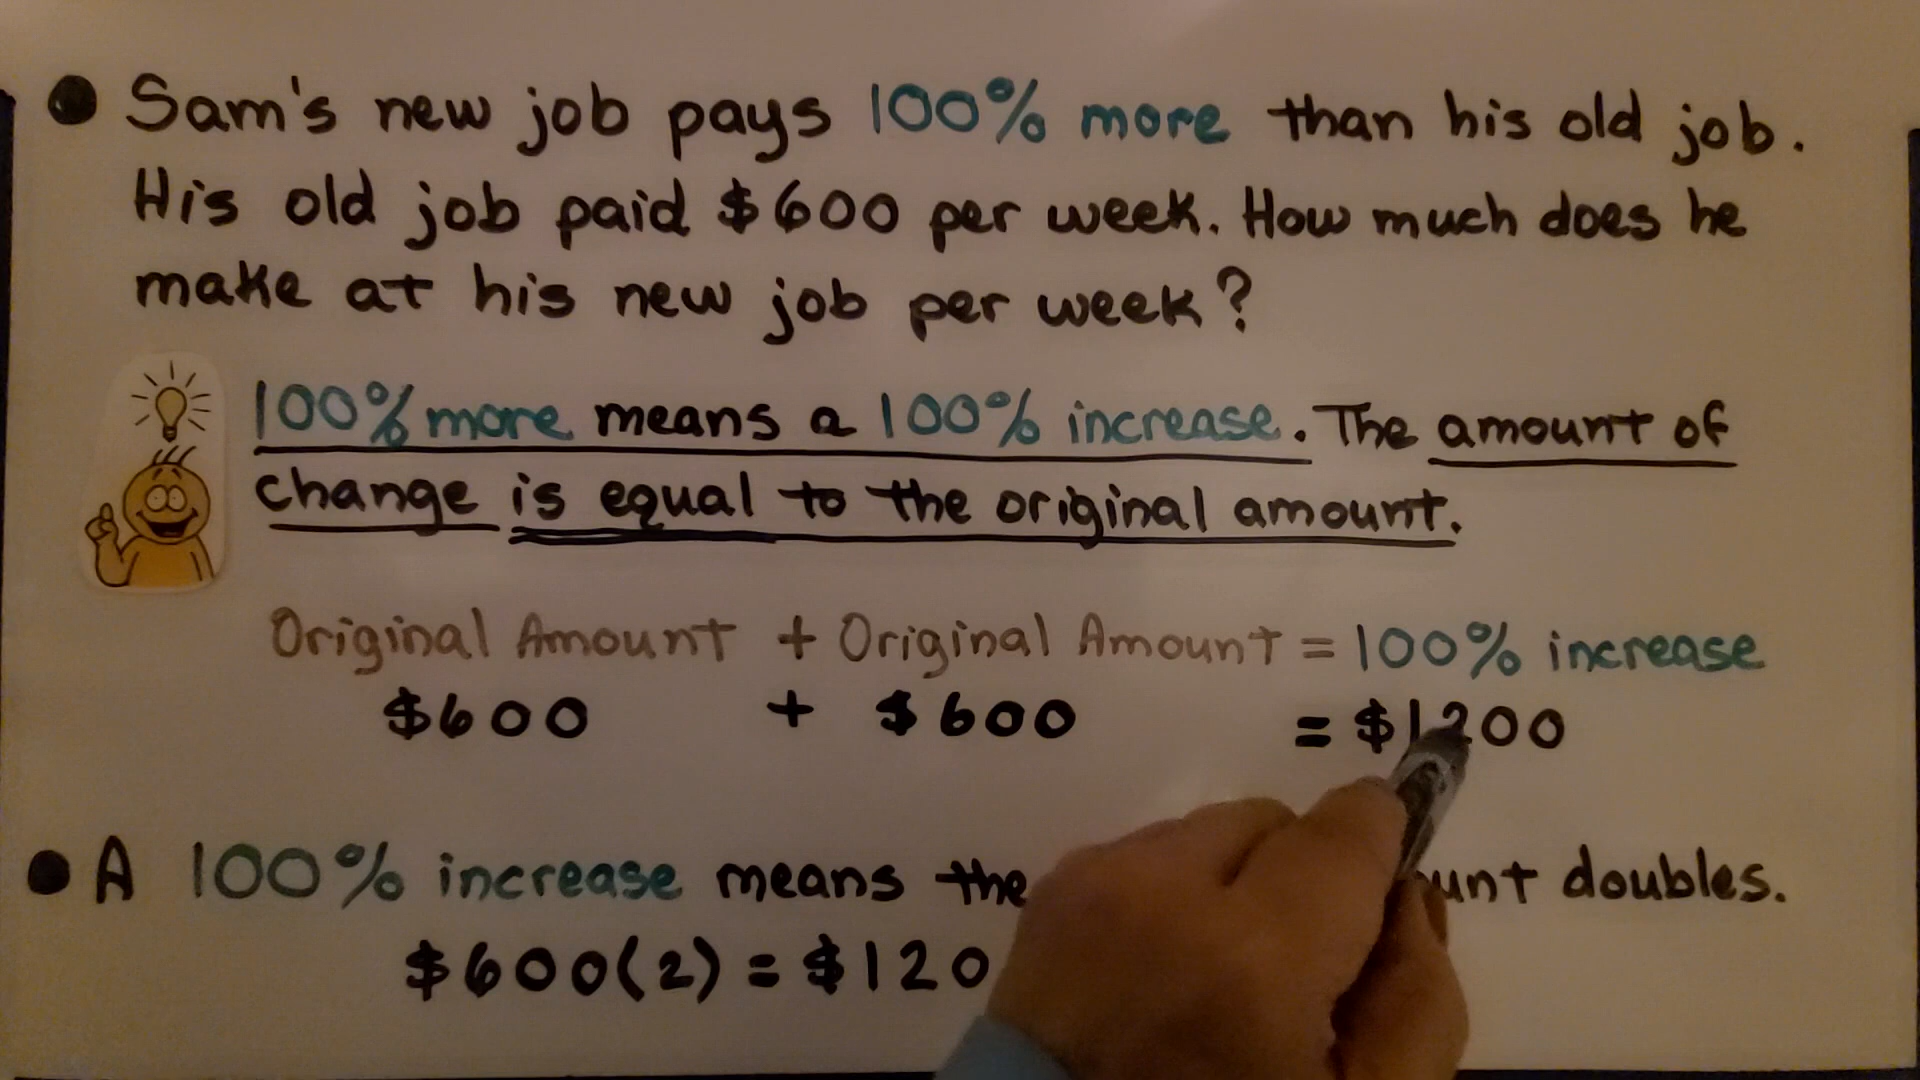 Sam's new job pays 100% more than his old job.
His old job paid $600 per week. How much does he
make at his new job per week?
100% more means a 100% increase. The amount of
change is equal to the original amount.
Original Amount + Original Amount = 100% increase
$600 + $600 = $1200
A 100% increase means the doubles.
$600(2) = $120